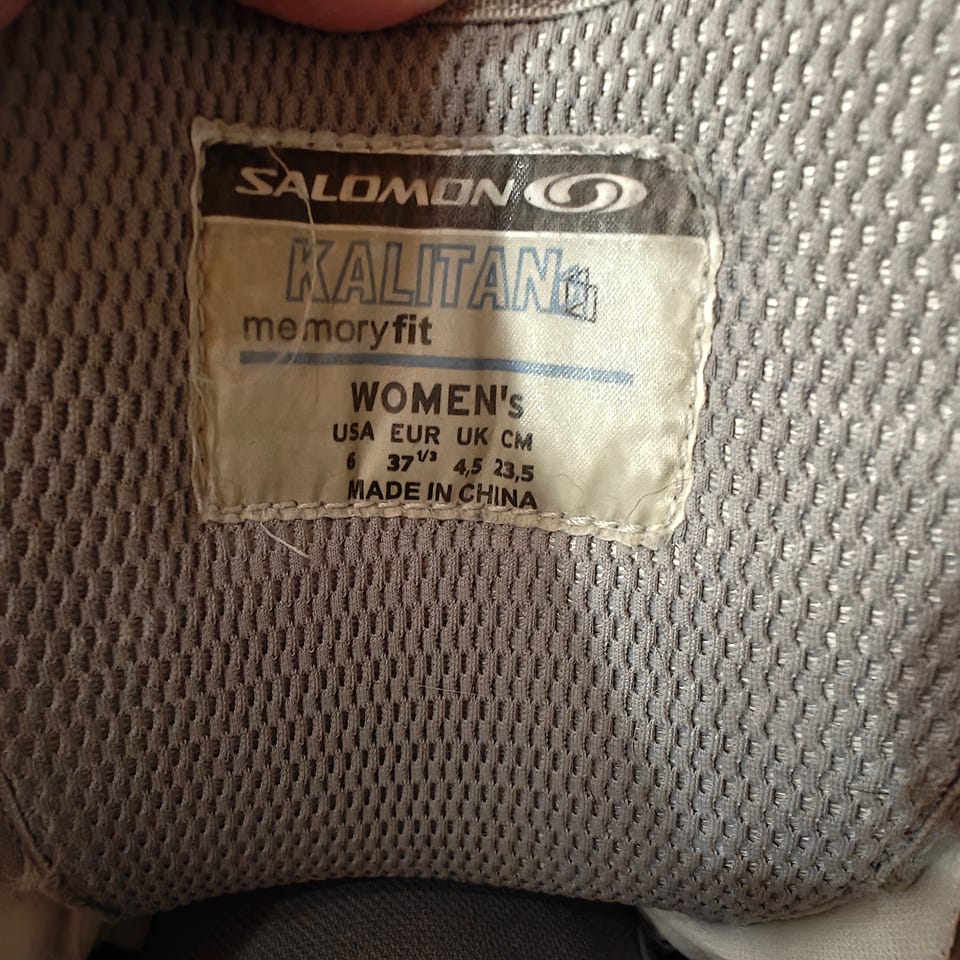 SALOMON
KALITAN
memoryfit
WOMEN's
USA EUR UK CM
6 37 1/3 4,5 23,5
MADE IN CHINA